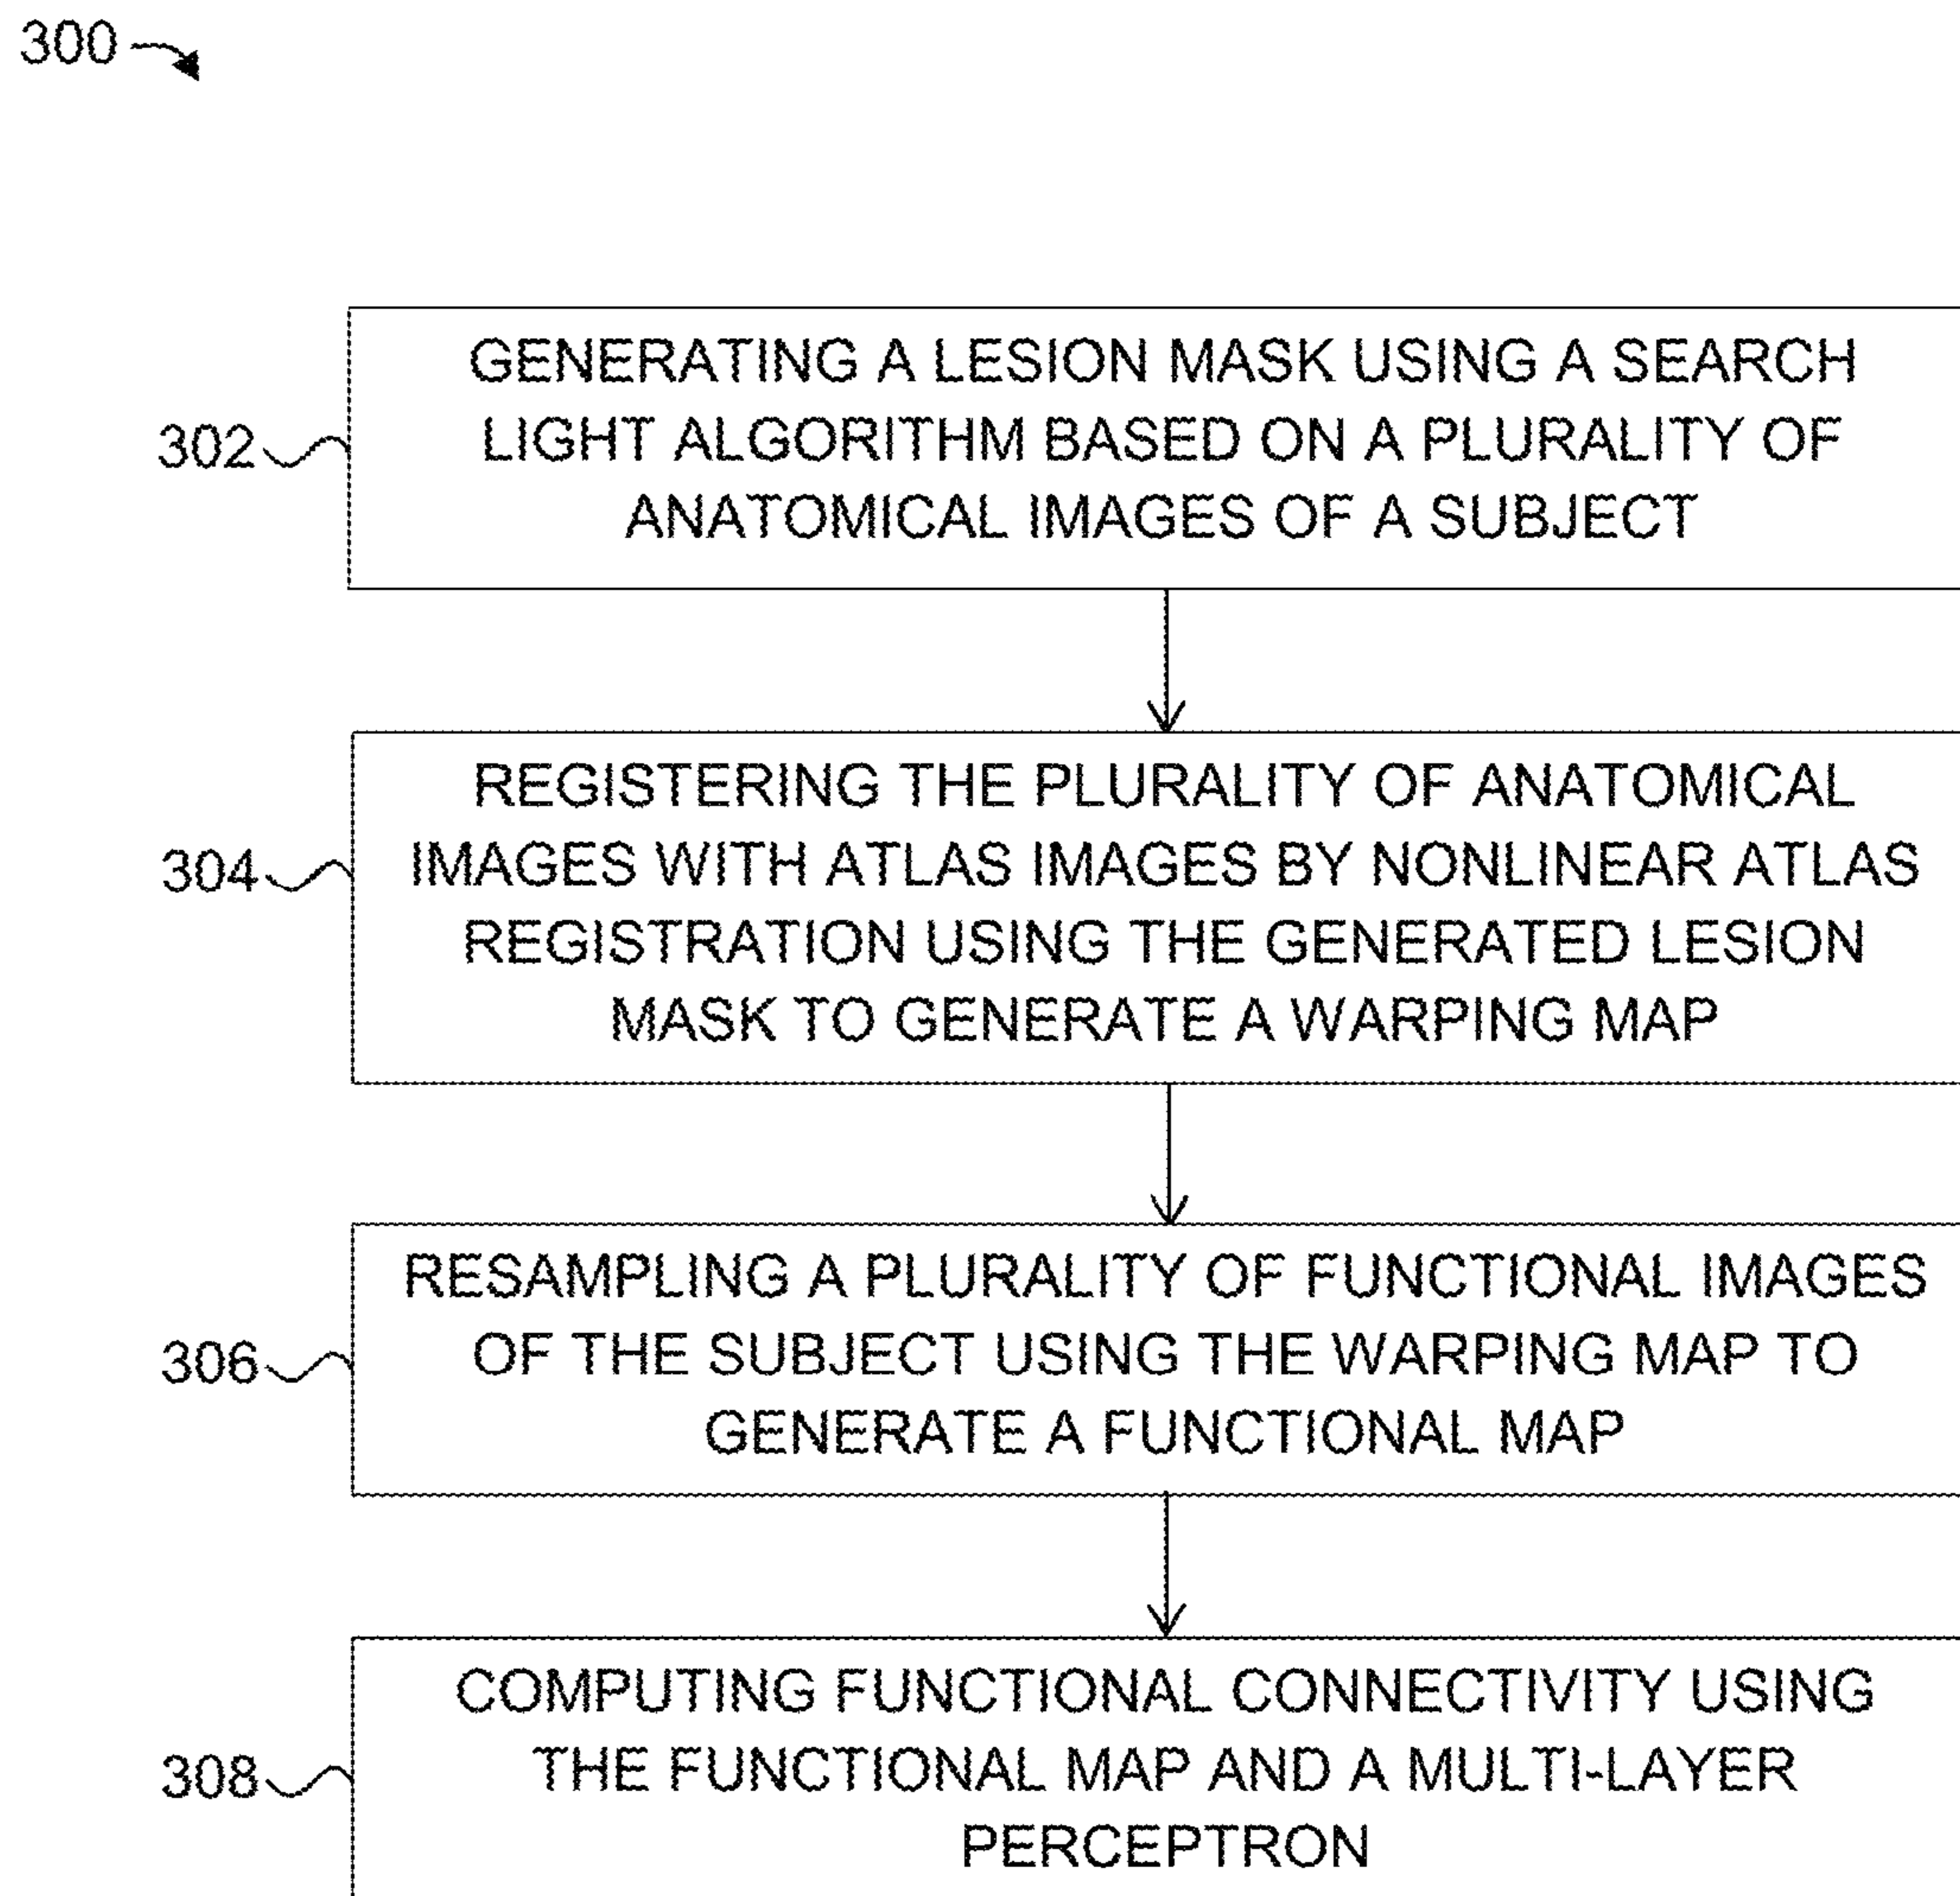 300
302
GENERATING A LESION MASK USING A SEARCH
LIGHT ALGORITHM BASED ON A PLURALITY OF
ANATOMICAL IMAGES OF A SUBJECT
304
REGISTERING THE PLURALITY OF ANATOMICAL
IMAGES WITH ATLAS IMAGES BY NONLINEAR ATLAS
REGISTRATION USING THE GENERATED LESION
MASK TO GENERATE A WARPING MAP
306
RESAMPLING A PLURALITY OF FUNCTIONAL IMAGES
OF THE SUBJECT USING THE WARPING MAP TO
GENERATE A FUNCTIONAL MAP
308
COMPUTING FUNCTIONAL CONNECTIVITY USING
THE FUNCTIONAL MAP AND A MULTI-LAYER
PERCEPTRON